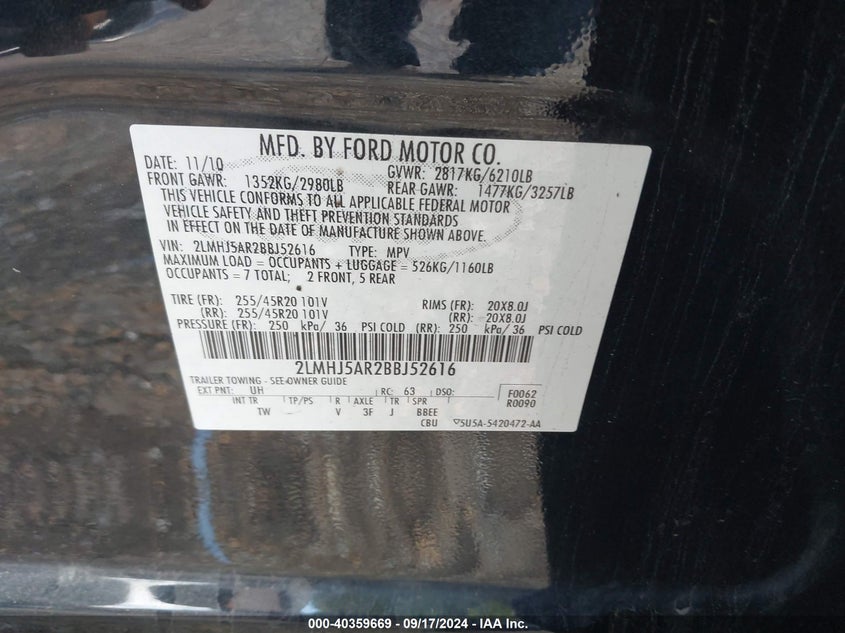 MFD. BY FORD MOTOR CO.
DATE: 11/10 GVWR: 2817KG/6210LB
FRONT GAWR: 1352KG/2980LB REAR GAWR: 1477KG/3257LB
THIS VEHICLE CONFORMS TO ALL APPLICABLE FEDERAL MOTOR
VEHICLE SAFETY AND THEFT PREVENTION STANDARDS
IN EFFECT ON THE DATE OF MANUFACTURE SHOWN ABOVE.
VIN: 2LMHJ5AR2BBJ52616 TYPE: MPV
MAXIMUM LOAD = OCCUPANTS + LUGGAGE = 526KG/1160LB
OCCUPANTS = 7 TOTAL; 2 FRONT, 5 REAR
TIRE (FR): 255/45R20 101V RIMS (FR): 20X8.0J
(RR): 255/45R20 101V (RR): 20X8.0J
PRESSURE (FR): 250 kPa/ 36 PSI COLD (RR): 250 kPa/ 36 PSI COLD
2LMHJ5AR2BBJ52616
TRAILER TOWING - SEE OWNER GUIDE
EXT PNT: UH RC: 63 DSO: F0062
INT TR TP/PS R AXLE TR SPR R0090
TW V 3F J BBEE
CBU 5U5A-5420472-AA
000-40359669 - 09/17/2024 - IAA Inc.